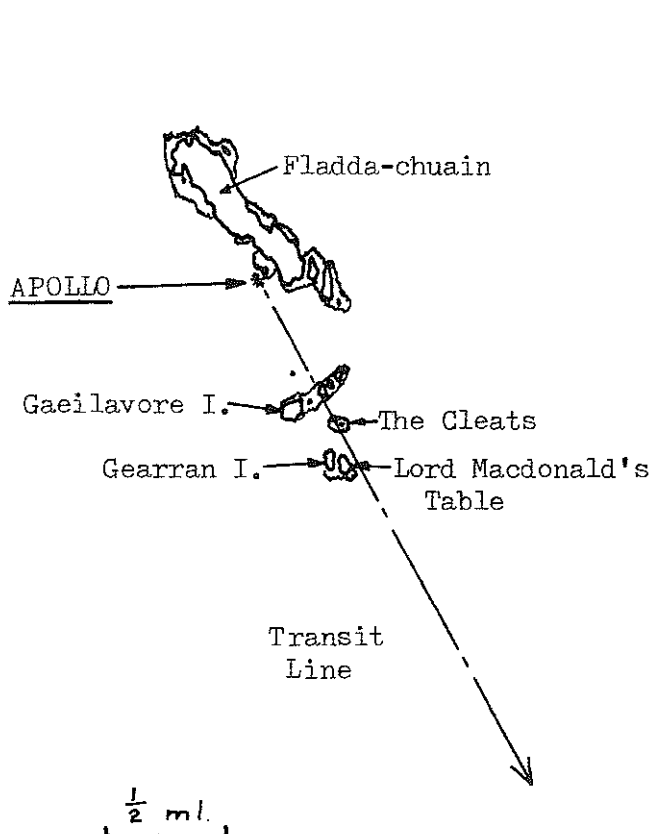 Fladda-chuain
APOLLO
Gaeilavore I.
The Cleats
Gearran I.
Lord Macdonald's
Table
Transit
Line
½ ml.